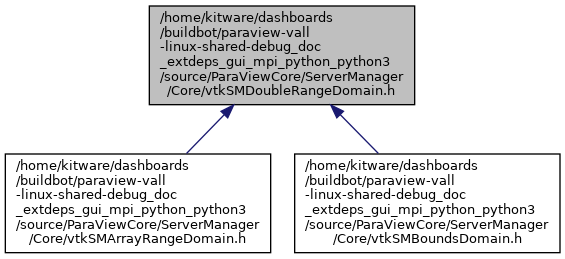 /home/kitware/dashboards
/buildbot/paraview-vall
-linux-shared-debug_doc
_extdeps_gui_mpi_python_python3
/source/ParaViewCore/ServerManager
/Core/vtkSMDoubleRangeDomain.h
/home/kitware/dashboards
/buildbot/paraview-vall
-linux-shared-debug_doc
_extdeps_gui_mpi_python_python3
/source/ParaViewCore/ServerManager
/Core/vtkSMArrayRangeDomain.h
/home/kitware/dashboards
/buildbot/paraview-vall
-linux-shared-debug_doc
_extdeps_gui_mpi_python_python3
/source/ParaViewCore/ServerManager
/Core/vtkSMBoundsDomain.h